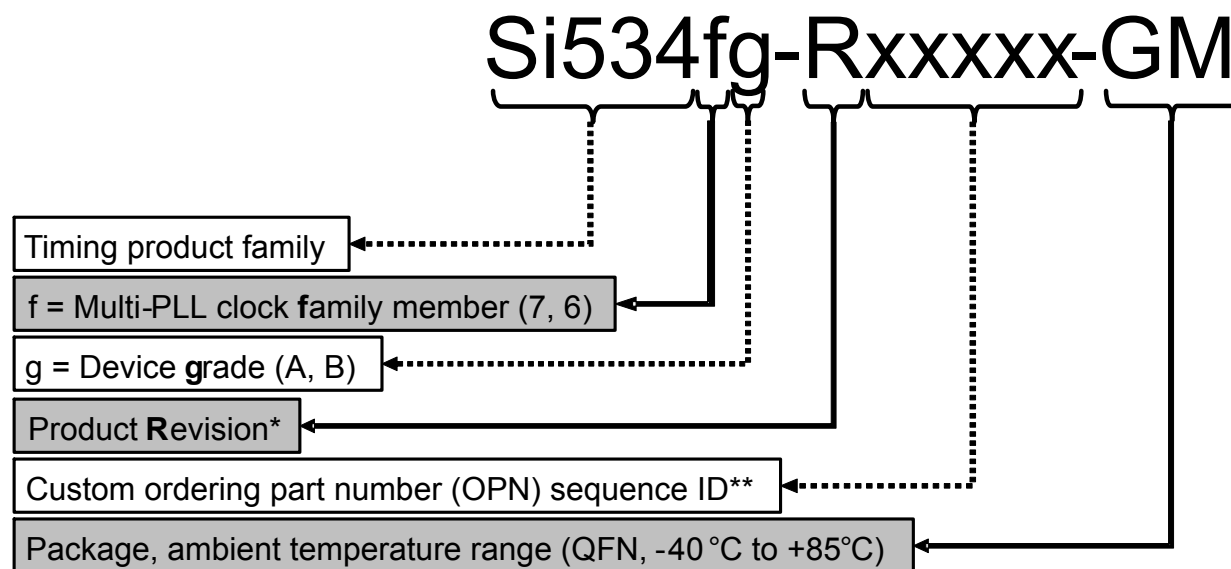 Si534fg-Rxxxxx-GM
Timing product family
f = Multi-PLL clock family member (7, 6)
g = Device grade (A, B)
Product Revision*
Custom ordering part number (OPN) sequence ID**
Package, ambient temperature range (QFN, -40°C to +85°C)